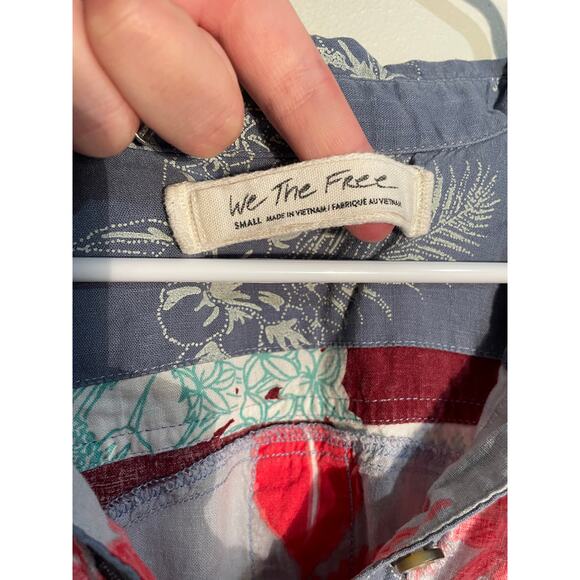 We The Free
SMALL MADE IN VIETNAM / FABRIQUÉ AU VIETNAM